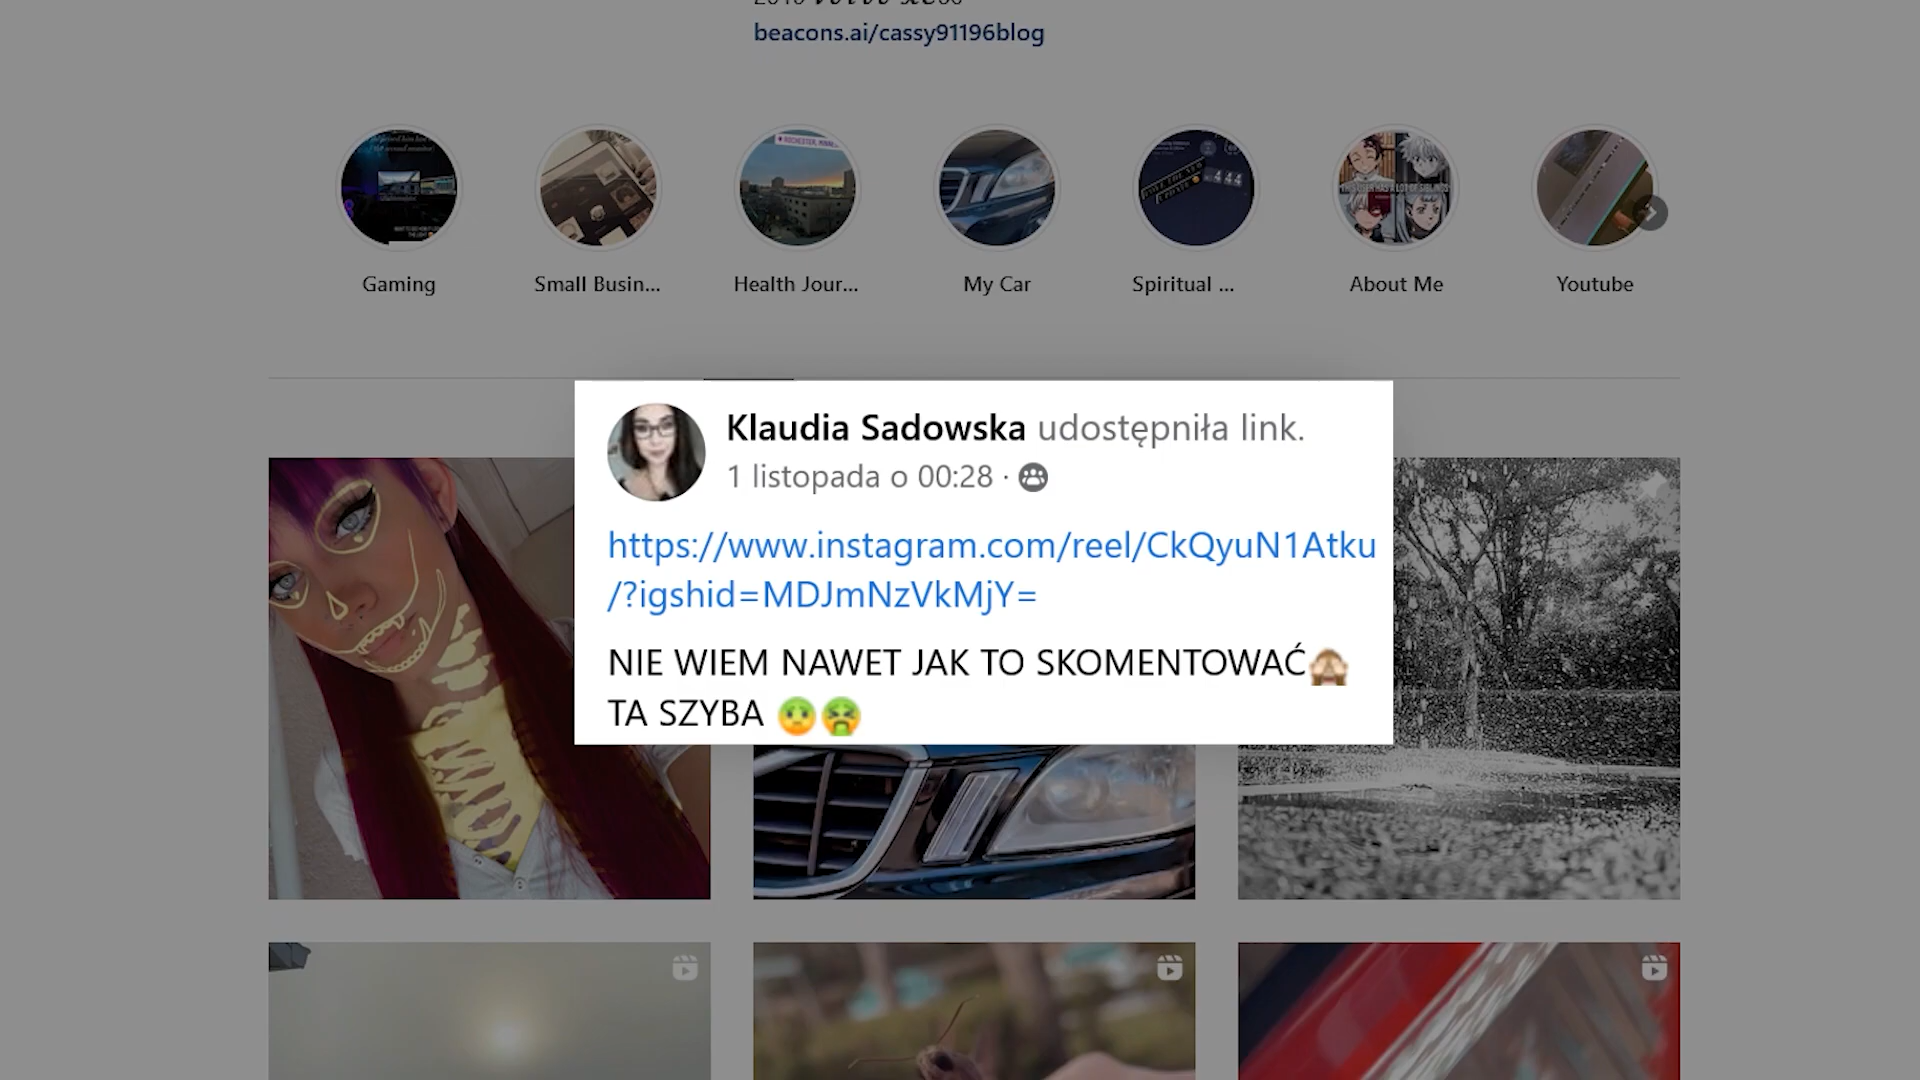 beacons.ai/cassy91196blog
Gaming
Small Busin...
Health Jour...
My Car
Spiritual ...
About Me
Youtube
Klaudia Sadowska udostępniła link.
1 listopada o 00:28 ·
https://www.instagram.com/reel/CkQyuN1Atku
/?igshid=MDJmNzVkMjY=
NIE WIEM NAWET JAK TO SKOMENTOWAĆ🙈
TA SZYBA 🤢🤮